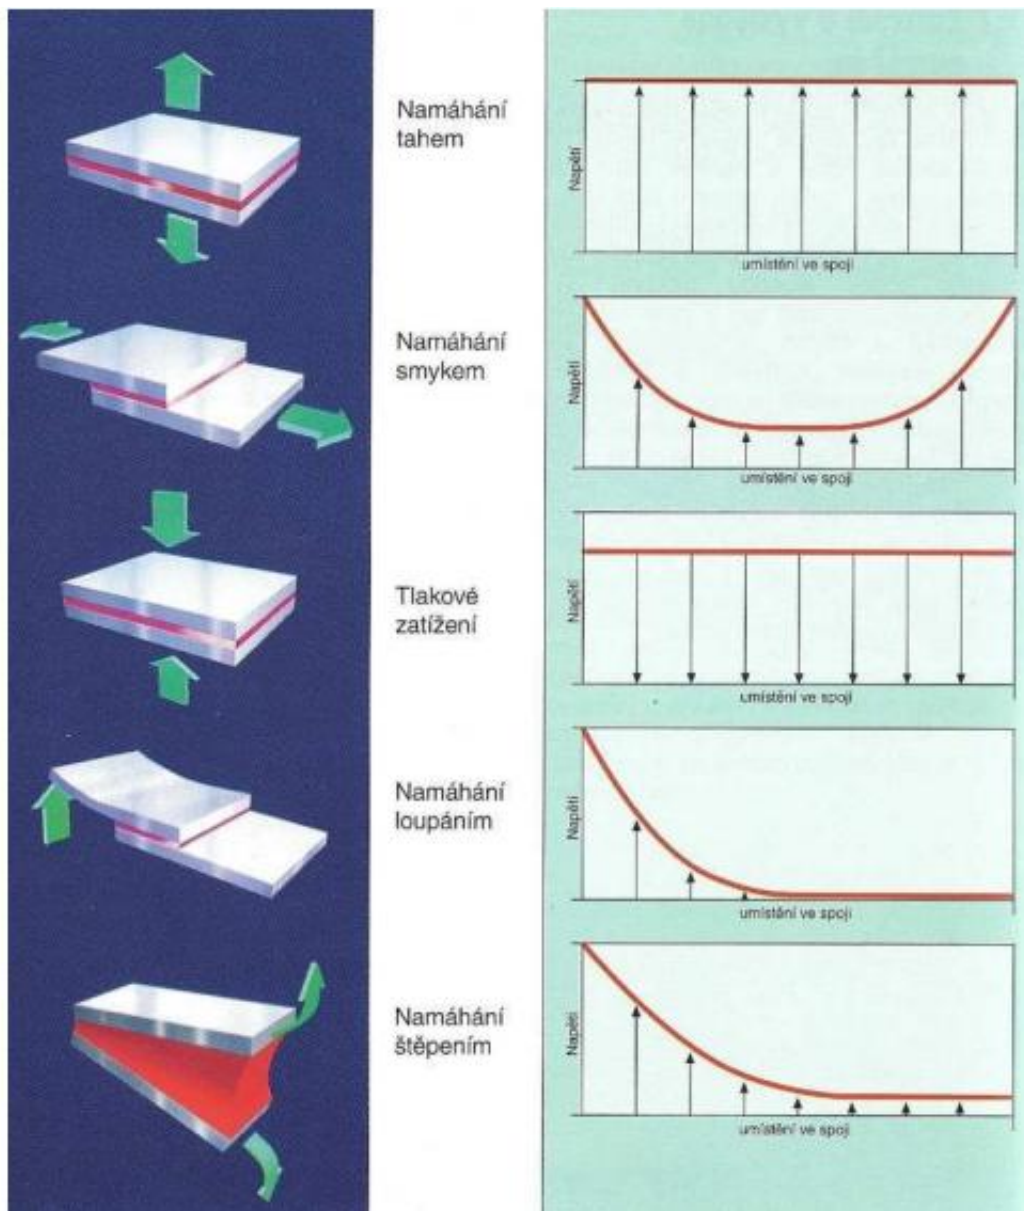 Namáhání
tahem
Napětí
umístění ve spoji
Namáhání
smykem
Napětí
umístění ve spoji
Tlakové
zatížení
Napětí
umístění ve spoji
Namáhání
loupáním
Napětí
umístění ve spoji
Namáhání
štěpením
Napětí
umístění ve spoji